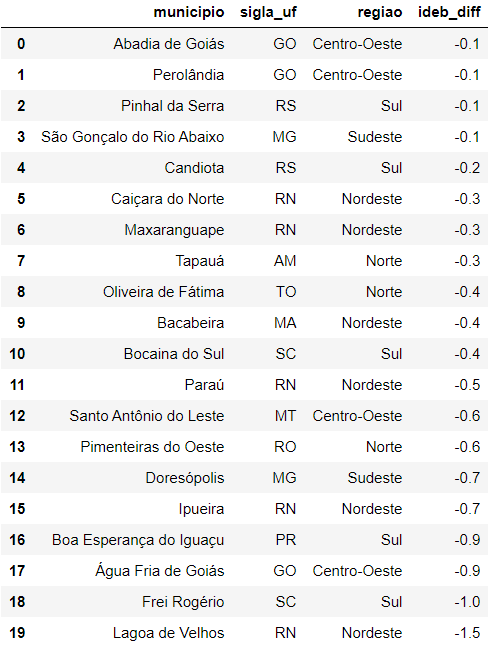 municipio sigla_uf regiao ideb_diff
0 Abadia de Goiás GO Centro-Oeste -0.1
1 Perolândia GO Centro-Oeste -0.1
2 Pinhal da Serra RS Sul -0.1
3 São Gonçalo do Rio Abaixo MG Sudeste -0.1
4 Candiota RS Sul -0.2
5 Caiçara do Norte RN Nordeste -0.3
6 Maxaranguape RN Nordeste -0.3
7 Tapauá AM Norte -0.3
8 Oliveira de Fátima TO Norte -0.4
9 Bacabeira MA Nordeste -0.4
10 Bocaina do Sul SC Sul -0.4
11 Paraú RN Nordeste -0.5
12 Santo Antônio do Leste MT Centro-Oeste -0.6
13 Pimenteiras do Oeste RO Norte -0.6
14 Doresópolis MG Sudeste -0.7
15 Ipueira RN Nordeste -0.7
16 Boa Esperança do Iguaçu PR Sul -0.9
17 Água Fria de Goiás GO Centro-Oeste -0.9
18 Frei Rogério SC Sul -1.0
19 Lagoa de Velhos RN Nordeste -1.5